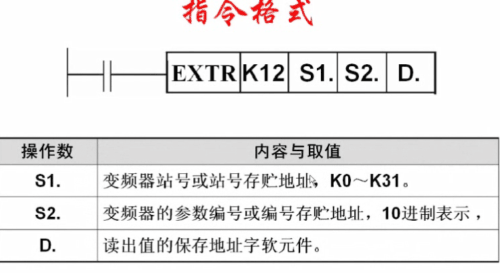 指令格式
EXTR K12 S1. S2. D.
操作数 内容与取值
S1. 变频器站号或站号存贮地址，K0～K31。
S2. 变频器的参数编号或编号存贮地址，10进制表示，
D. 读出值的保存地址字软元件。